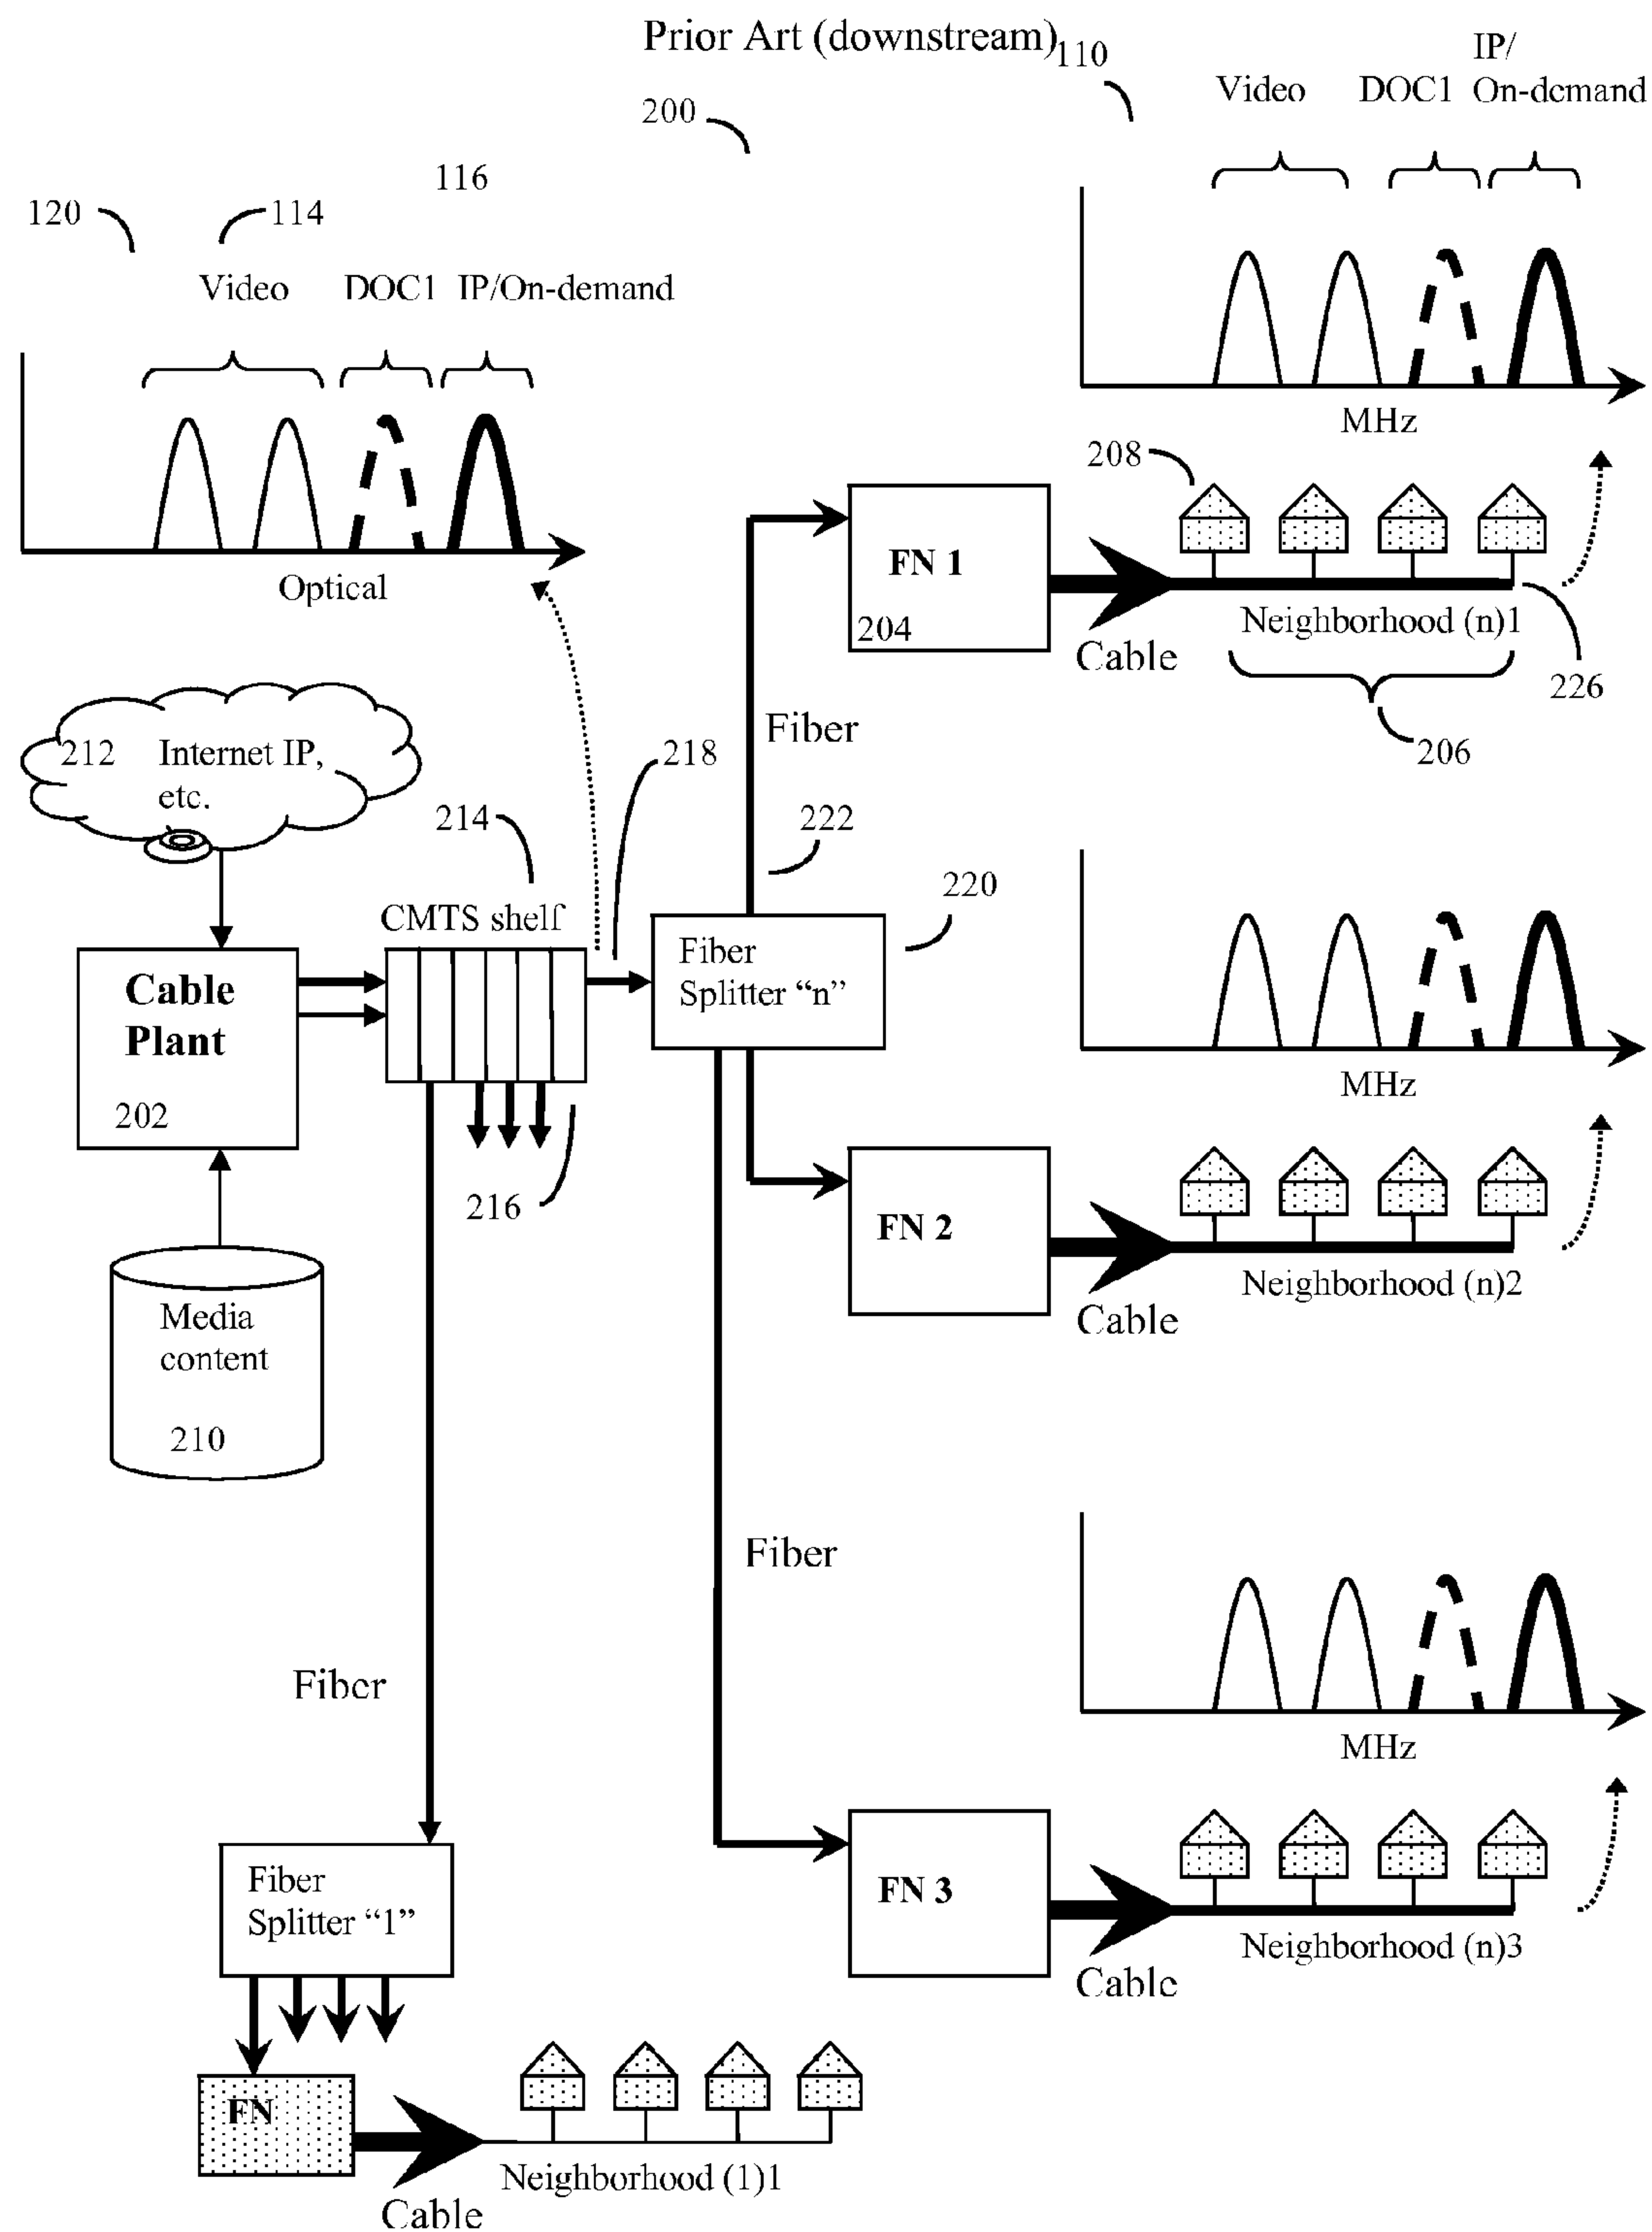 Prior Art (downstream)
110
IP/
Video DOC1 On-demand
200
116
120
114
Video DOC1 IP/On-demand
MHz
208
Optical
FN 1
204
Neighborhood (n)1
Cable
226
206
Fiber
212 Internet IP,
etc.
218
214
222
220
CMTS shelf
Fiber
Splitter “n”
Cable
Plant
202
MHz
216
FN 2
Neighborhood (n)2
Cable
Media
content
210
Fiber
Fiber
MHz
Fiber
Splitter “1”
FN 3
Neighborhood (n)3
Cable
FN
Neighborhood (1)1
Cable